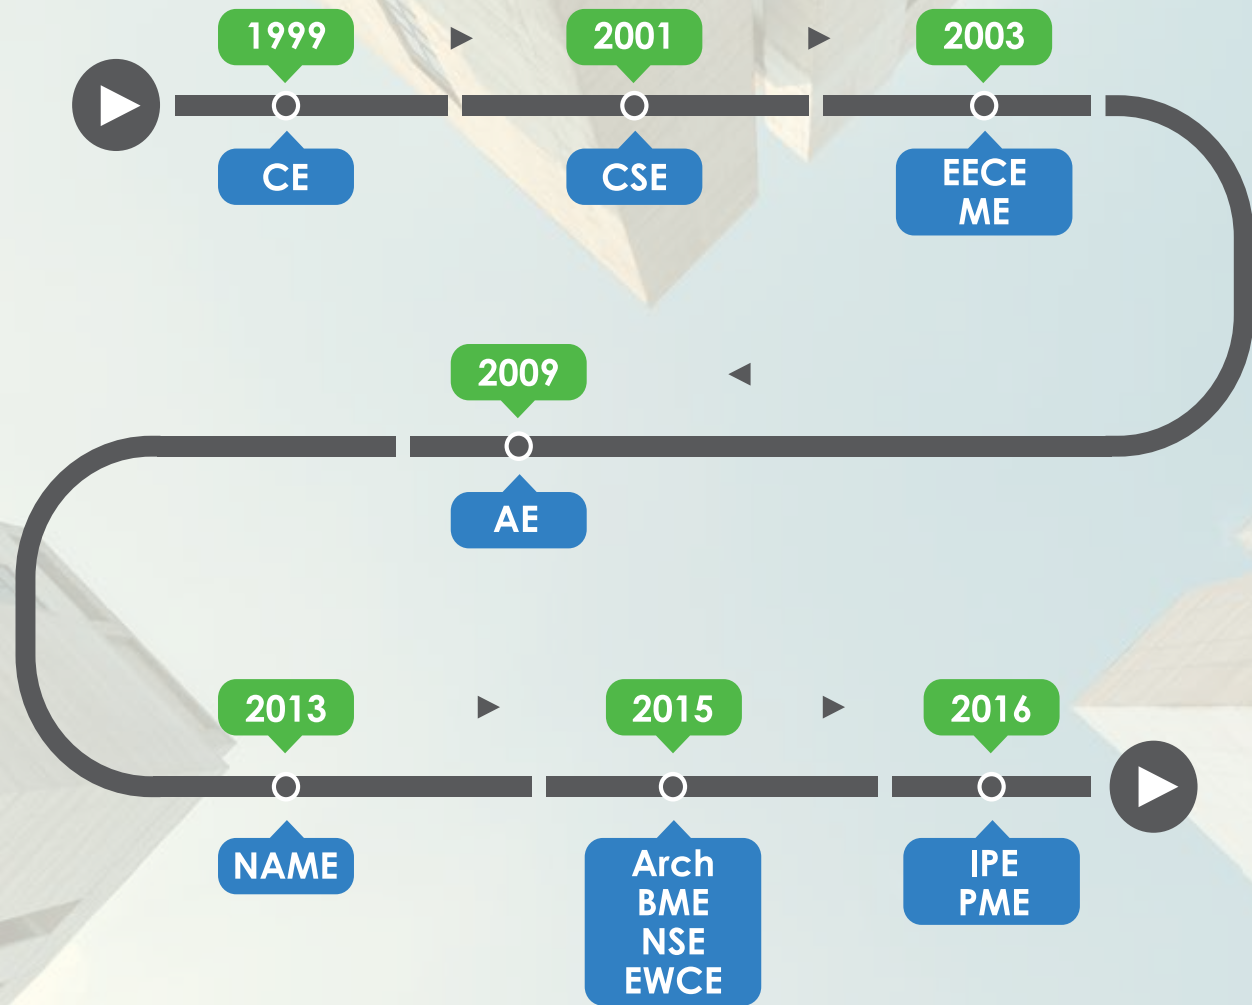 1999
2001
2003
CE
CSE
EECE
ME
2009
AE
2013
2015
2016
NAME
Arch
BME
NSE
EWCE
IPE
PME